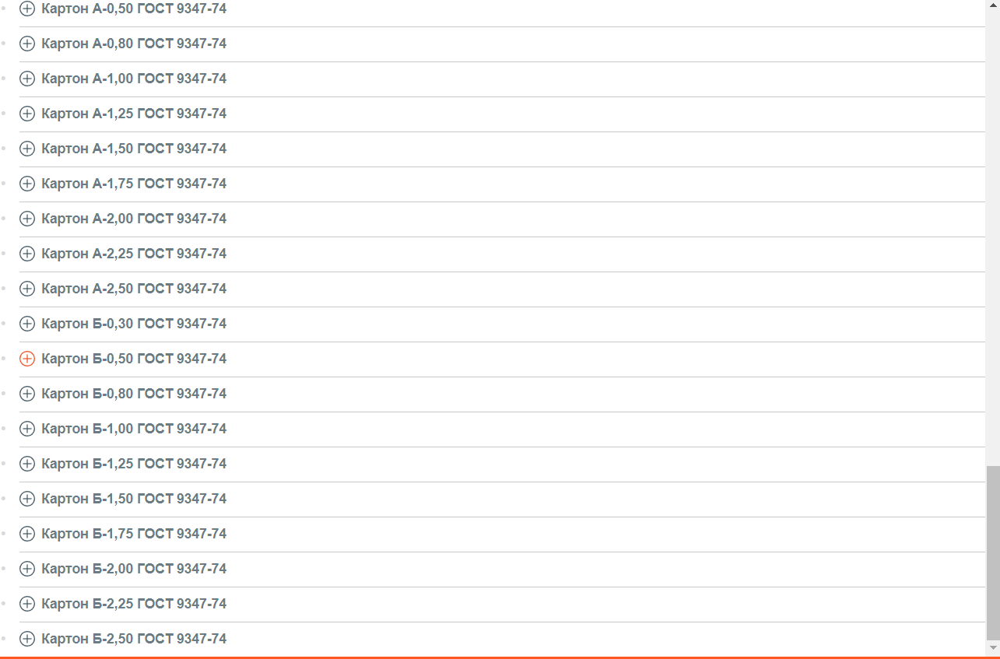 Картон А-0,50 ГОСТ 9347-74
Картон А-0,80 ГОСТ 9347-74
Картон А-1,00 ГОСТ 9347-74
Картон А-1,25 ГОСТ 9347-74
Картон А-1,50 ГОСТ 9347-74
Картон А-1,75 ГОСТ 9347-74
Картон А-2,00 ГОСТ 9347-74
Картон А-2,25 ГОСТ 9347-74
Картон А-2,50 ГОСТ 9347-74
Картон Б-0,30 ГОСТ 9347-74
Картон Б-0,50 ГОСТ 9347-74
Картон Б-0,80 ГОСТ 9347-74
Картон Б-1,00 ГОСТ 9347-74
Картон Б-1,25 ГОСТ 9347-74
Картон Б-1,50 ГОСТ 9347-74
Картон Б-1,75 ГОСТ 9347-74
Картон Б-2,00 ГОСТ 9347-74
Картон Б-2,25 ГОСТ 9347-74
Картон Б-2,50 ГОСТ 9347-74